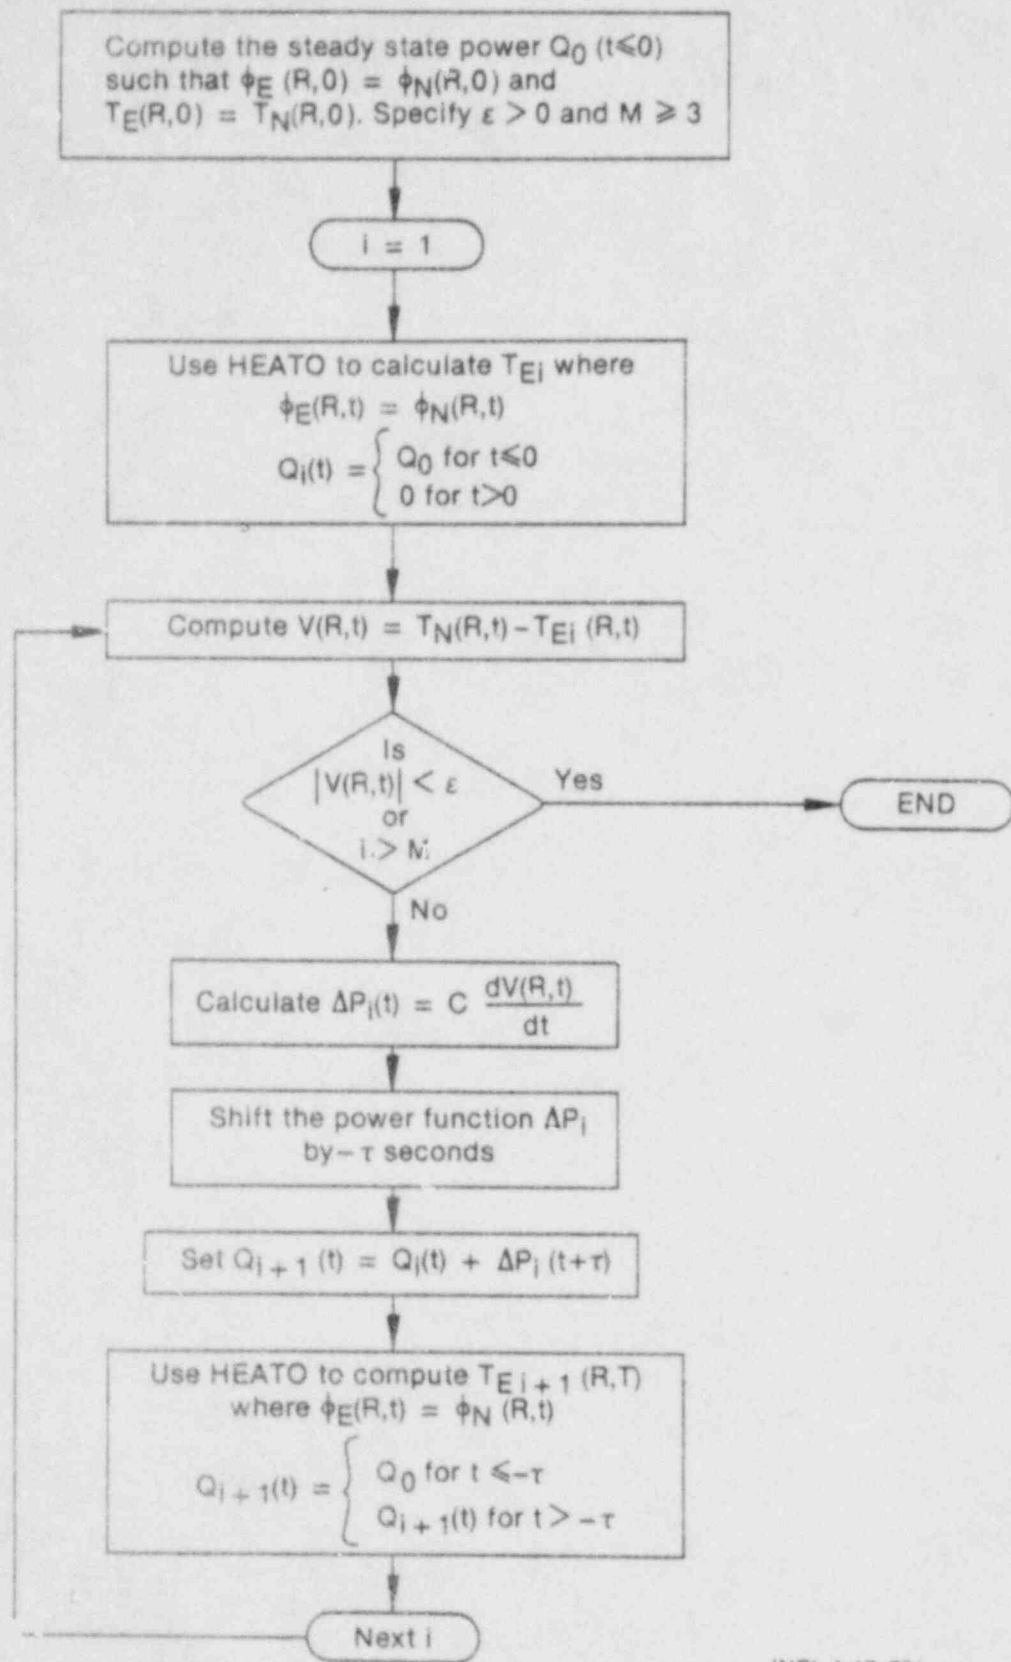 Compute the steady state power Q₀ (t⩽0)
such that ϕE (R,0) = ϕN(R,0) and
TE(R,0) = TN(R,0). Specify ε > 0 and M ⩾ 3
i = 1
Use HEATO to calculate TEi where
ϕE(R,t) = ϕN(R,t)
Qi(t) = { Q₀ for t⩽0
0 for t>0
Compute V(R,t) = TN(R,t) – TEi (R,t)
Is
|V(R,t)| < ε
or
i > M
Yes
END
No
Calculate ΔPi(t) = C dV(R,t)
dt
Shift the power function ΔPi
by – τ seconds
Set Qi + 1 (t) = Qi(t) + ΔPi (t+τ)
Use HEATO to compute TE i + 1 (R,T)
where ϕE(R,t) = ϕN (R,t)
Qi + 1(t) = { Q₀ for t ⩽ –τ
Qi + 1(t) for t > –τ
Next i